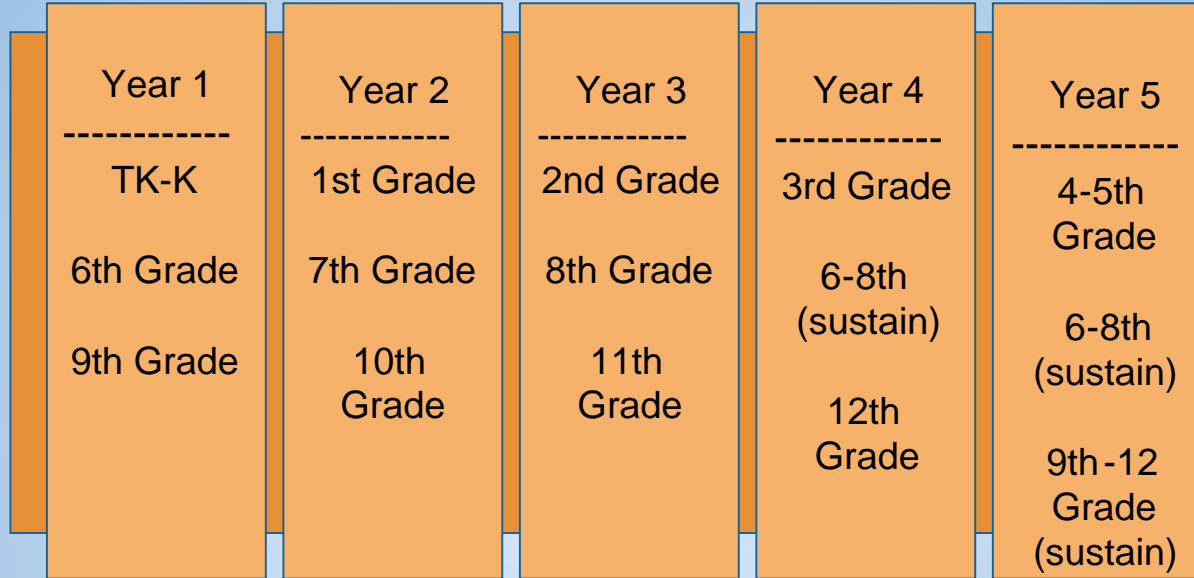 Year 1
------------
TK-K
6th Grade
9th Grade
Year 2
------------
1st Grade
7th Grade
10th
Grade
Year 3
------------
2nd Grade
8th Grade
11th
Grade
Year 4
------------
3rd Grade
6-8th
(sustain)
12th
Grade
Year 5
------------
4-5th
Grade
6-8th
(sustain)
9th-12
Grade
(sustain)